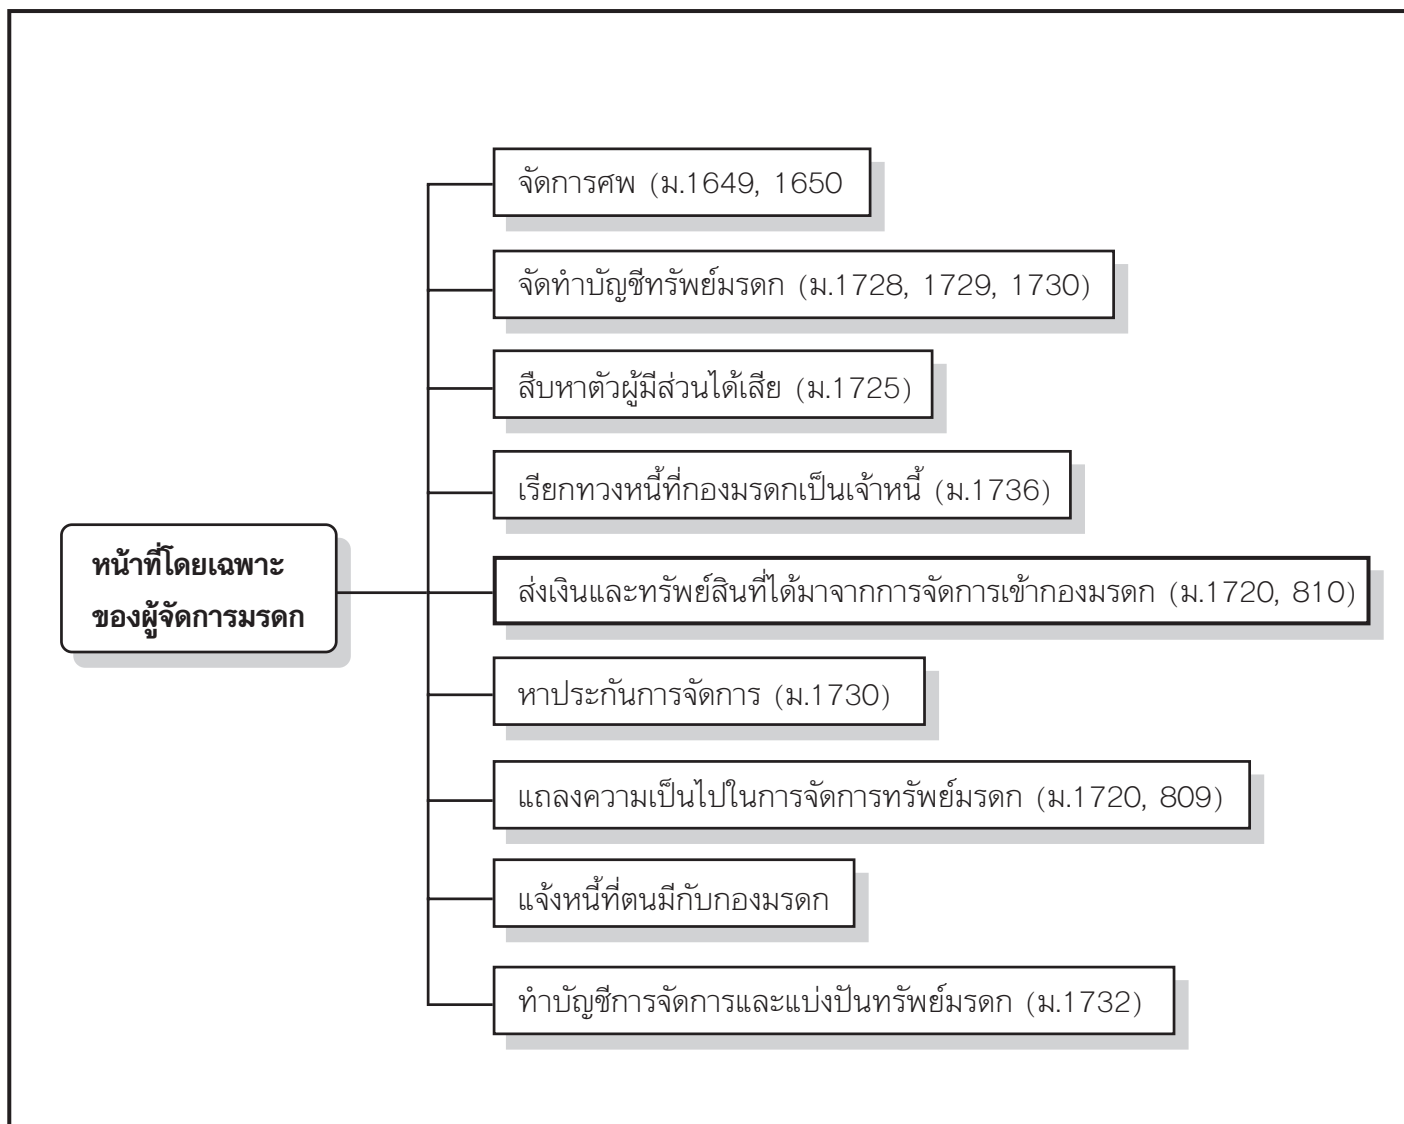 จัดการศพ (ม.1649, 1650
จัดทำบัญชีทรัพย์มรดก (ม.1728, 1729, 1730)
สืบหาตัวผู้มีส่วนได้เสีย (ม.1725)
เรียกทวงหนี้ที่กองมรดกเป็นเจ้าหนี้ (ม.1736)
หน้าที่โดยเฉพาะ
ของผู้จัดการมรดก
ส่งเงินและทรัพย์สินที่ได้มาจากการจัดการเข้ากองมรดก (ม.1720, 810)
หาประกันการจัดการ (ม.1730)
แถลงความเป็นไปในการจัดการทรัพย์มรดก (ม.1720, 809)
แจ้งหนี้ที่ตนมีกับกองมรดก
ทำบัญชีการจัดการและแบ่งปันทรัพย์มรดก (ม.1732)